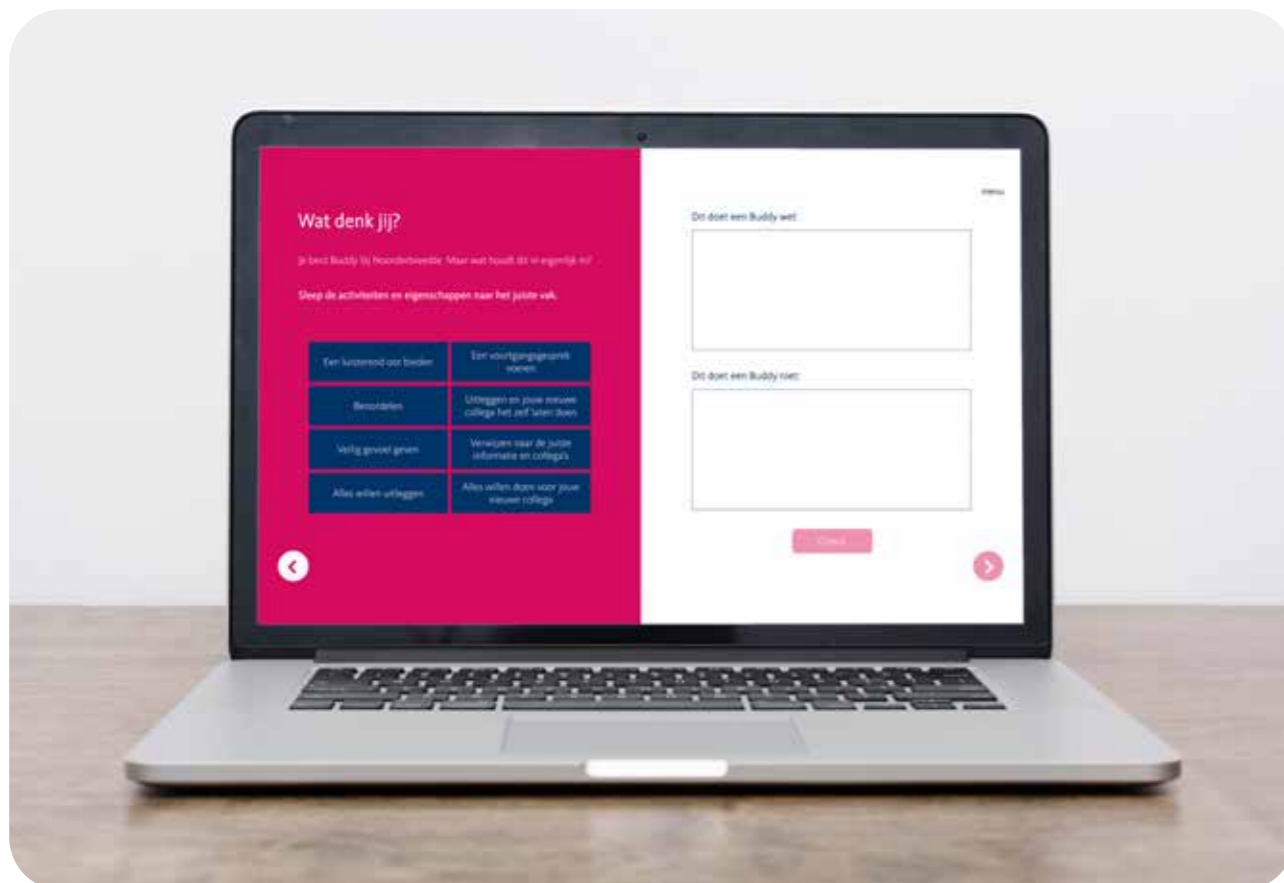 Wat denk jij?
Je bent Buddy bij Noorderbreedte. Maar wat houdt dit nu eigenlijk in?
Sleep de activiteiten en eigenschappen naar het juiste vak.
Een luisterend oor bieden
Een voortgangsgesprek
voeren
Beoordelen
Uitleggen en jouw nieuwe
collega het zelf laten doen
Veilig gevoel geven
Verwijzen naar de juiste
informatie en collega's
Alles willen uitleggen
Alles willen doen voor jouw
nieuwe collega
menu
Dit doet een Buddy wel:
Dit doet een Buddy niet:
Check